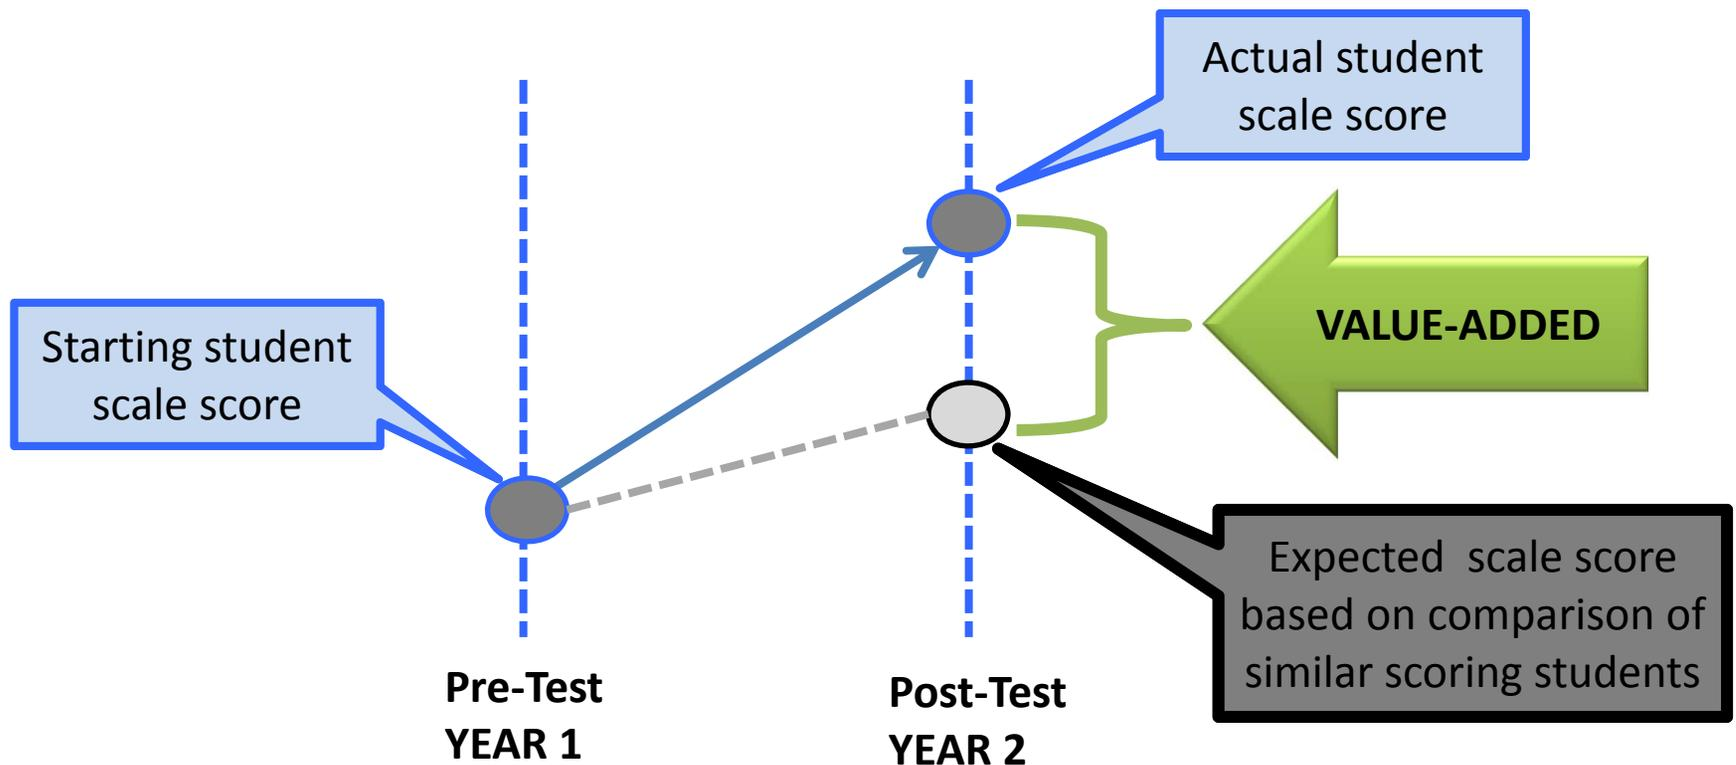 Actual student
scale score
Starting student
scale score
VALUE-ADDED
Expected  scale score
based on comparison of
similar scoring students
Pre-Test
YEAR 1
Post-Test
YEAR 2